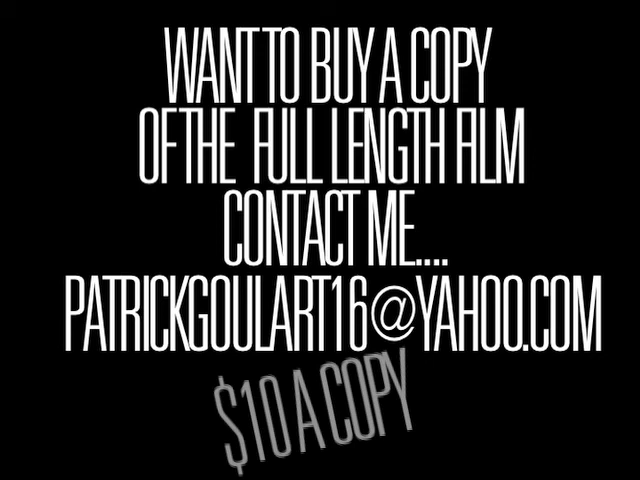 WANT TO BUY A COPY
OF THE FULL LENGTH FILM
CONTACT ME....
PATRICKGOULART16@YAHOO.COM
$10 A COPY